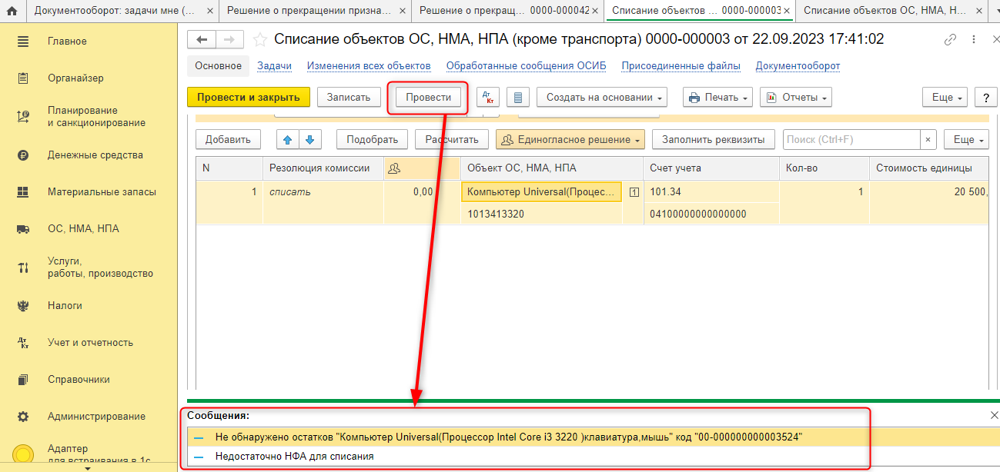 Документооборот: задачи мне (... ×
Решение о прекращении призна... ×
Решение о прекращ... 0000-000042 ×
Списание объектов ... 0000-000003 ×
Списание объектов ОС, НМА, Н... ×
Главное
Органайзер
Планирование
и санкционирование
Денежные средства
Материальные запасы
ОС, НМА, НПА
Услуги,
работы, производство
Налоги
Учет и отчетность
Справочники
Администрирование
Адаптер
для встраивания в 1с
Списание объектов ОС, НМА, НПА (кроме транспорта) 0000-000003 от 22.09.2023 17:41:02
Основное Задачи Изменения всех объектов Обработанные сообщения ОСИБ Присоединенные файлы Документооборот
Провести и закрыть Записать Провести Дт Кт Создать на основании Печать Отчеты Еще ?
Добавить Подобрать Рассчитать Единогласное решение Заполнить реквизиты Поиск (Ctrl+F) × Еще
N Резолюция комиссии Объект ОС, НМА, НПА Счет учета Кол-во Стоимость единицы
1 списать 0,00 Компьютер Universal(Процес... 1 101.34 1 20 500,
1013413320 04100000000000000
Сообщения:
Не обнаружено остатков "Компьютер Universal(Процессор Intel Core i3 3220 )клавиатура,мышь" код "00-000000000003524"
Недостаточно НФА для списания